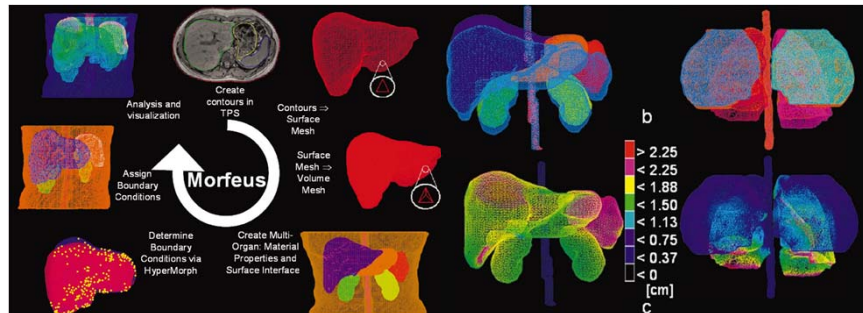 Create
contours in
TPS
Contours ⇒
Surface
Mesh
Surface
Mesh ⇒
Volume
Mesh
Create Multi-
Organ: Material
Properties and
Surface Interface
Determine
Boundary
Conditions via
HyperMorph
Assign
Boundary
Conditions
Analysis and
visualization
Morfeus
b
> 2.25
< 2.25
< 1.88
< 1.50
< 1.13
< 0.75
< 0.37
< 0
[cm]
c